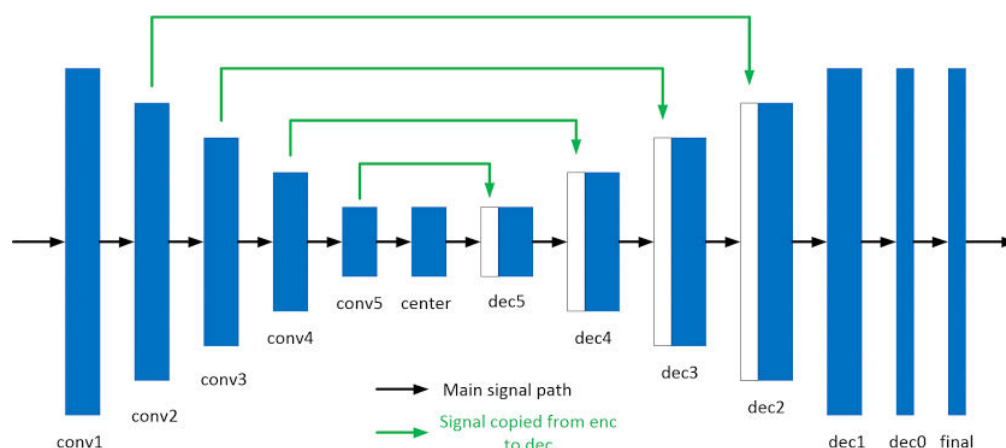 conv1
conv2
conv3
conv4
conv5
center
dec5
dec4
dec3
dec2
dec1
dec0
final
Main signal path
Signal copied from enc
to dec